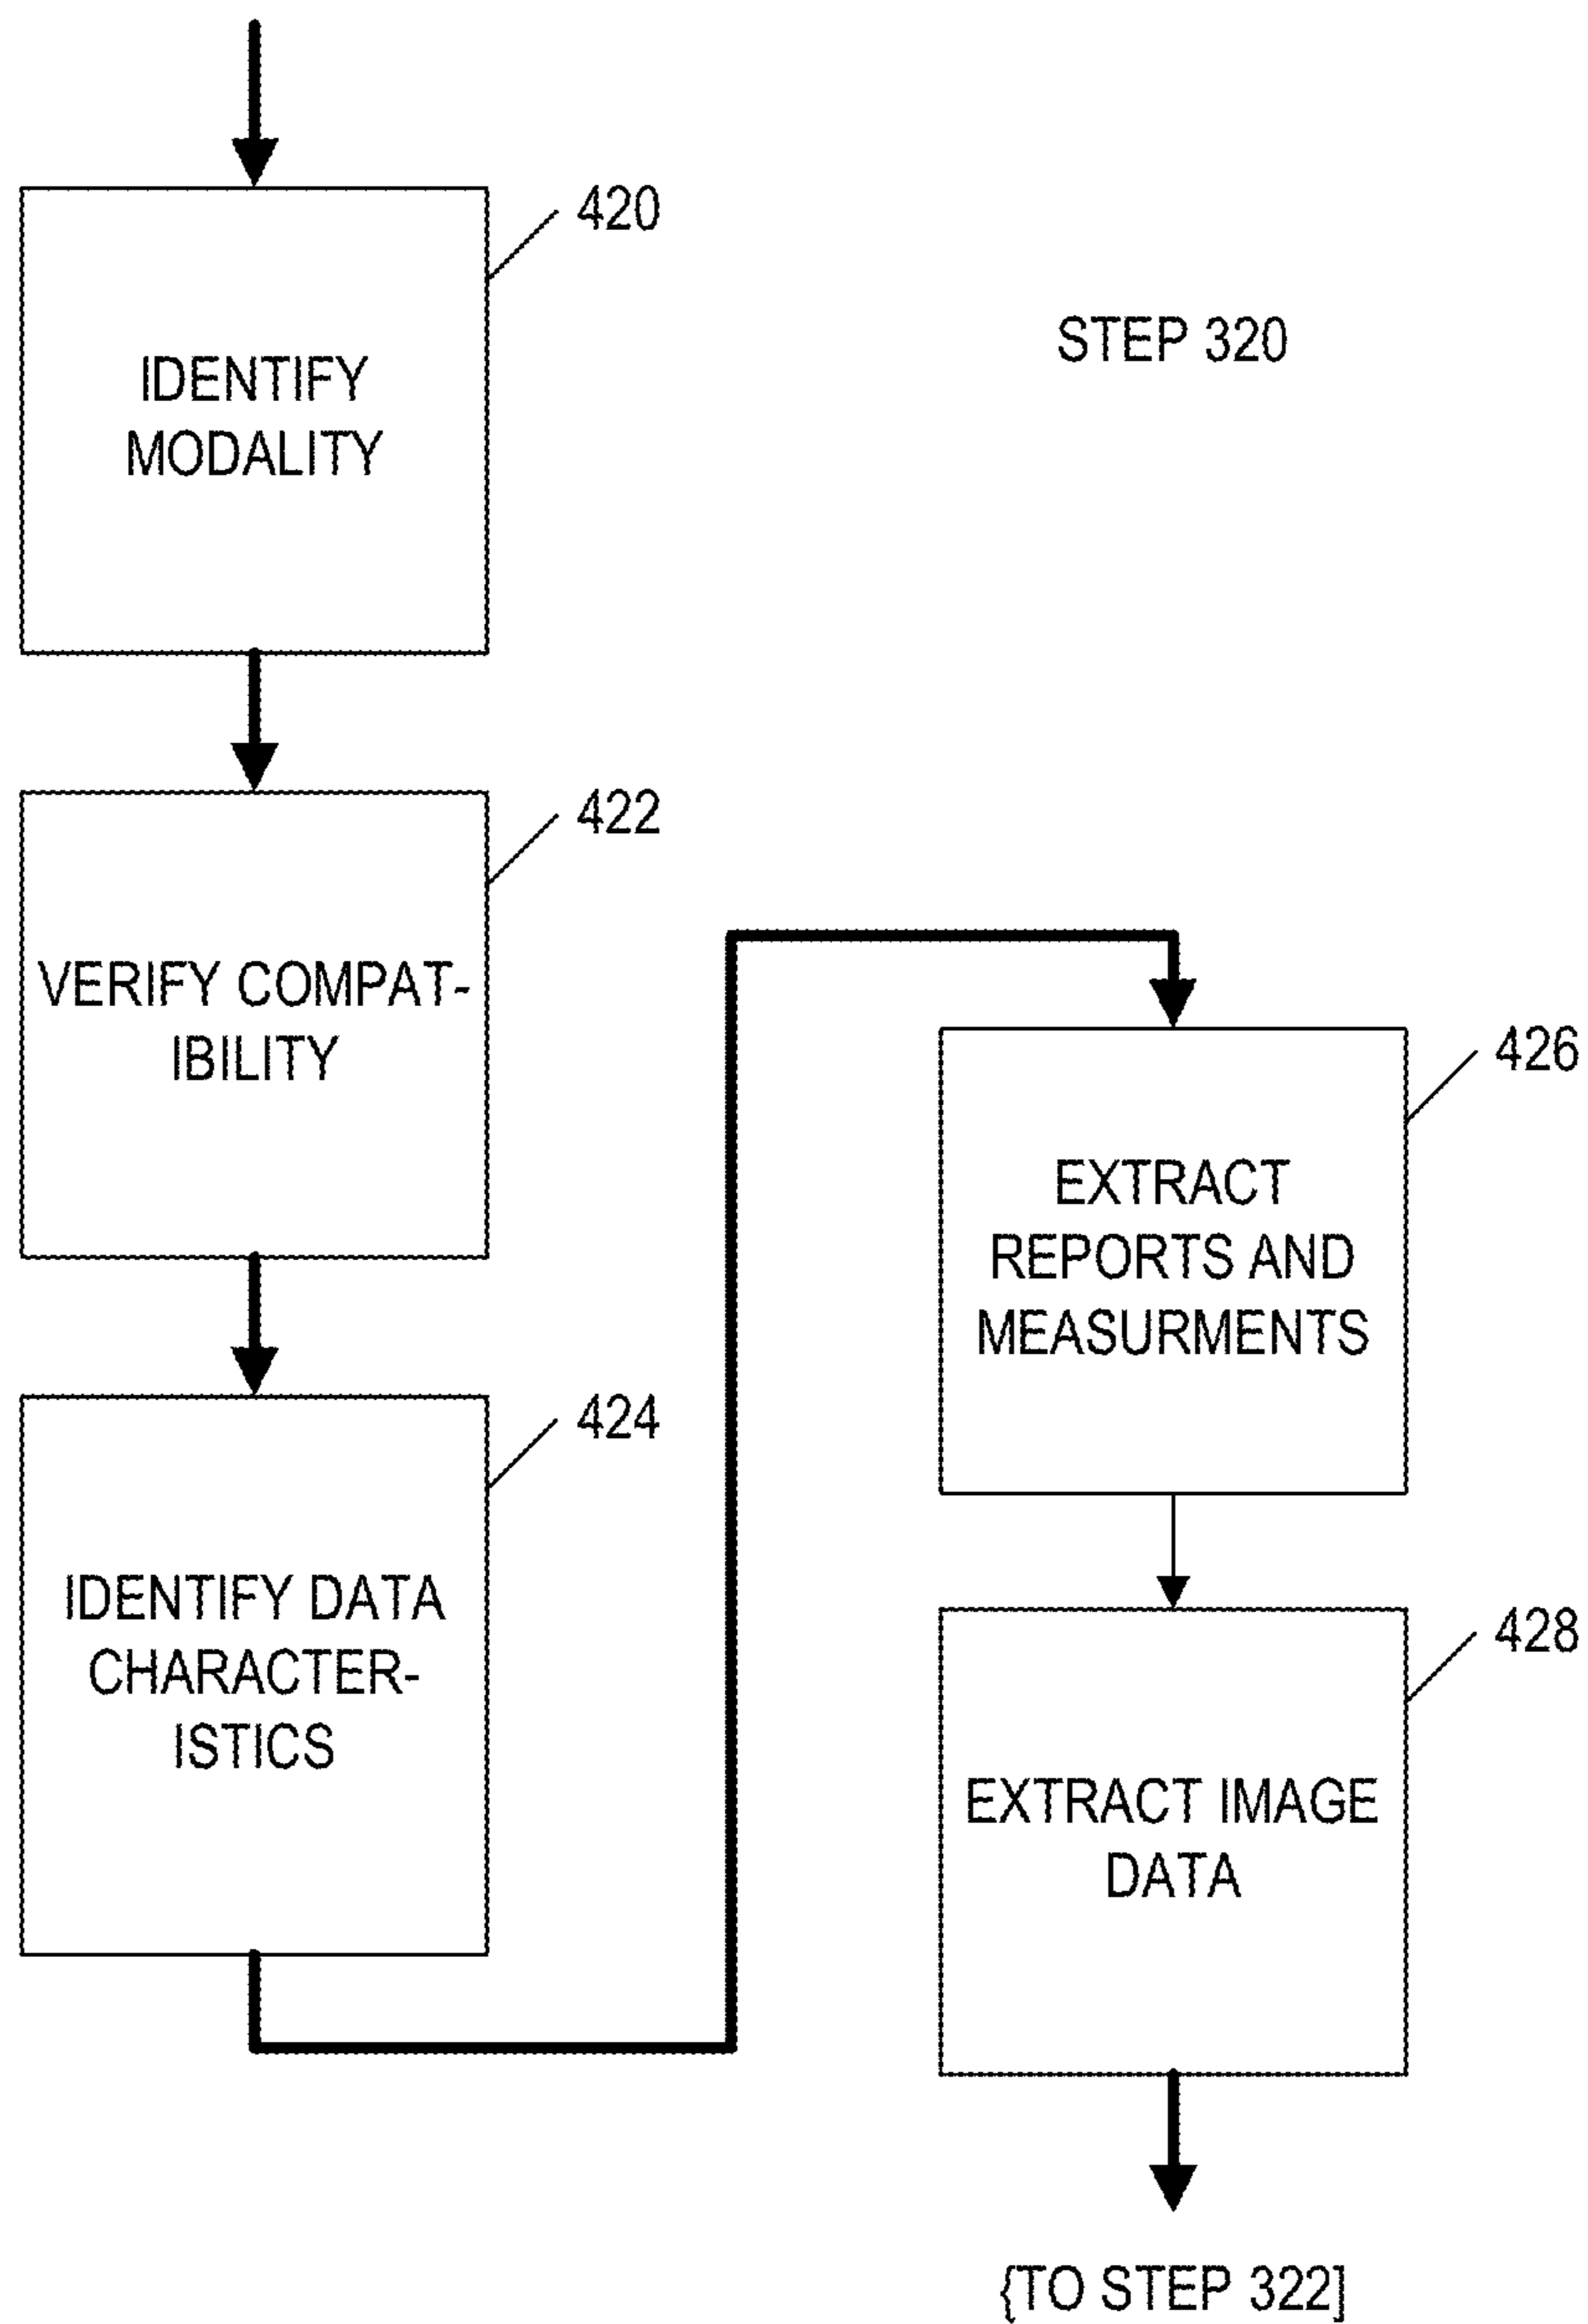 420
IDENTIFY
MODALITY
STEP 320
422
VERIFY COMPAT-
IBILITY
424
IDENTIFY DATA
CHARACTER-
ISTICS
426
EXTRACT
REPORTS AND
MEASURMENTS
428
EXTRACT IMAGE
DATA
{TO STEP 322]